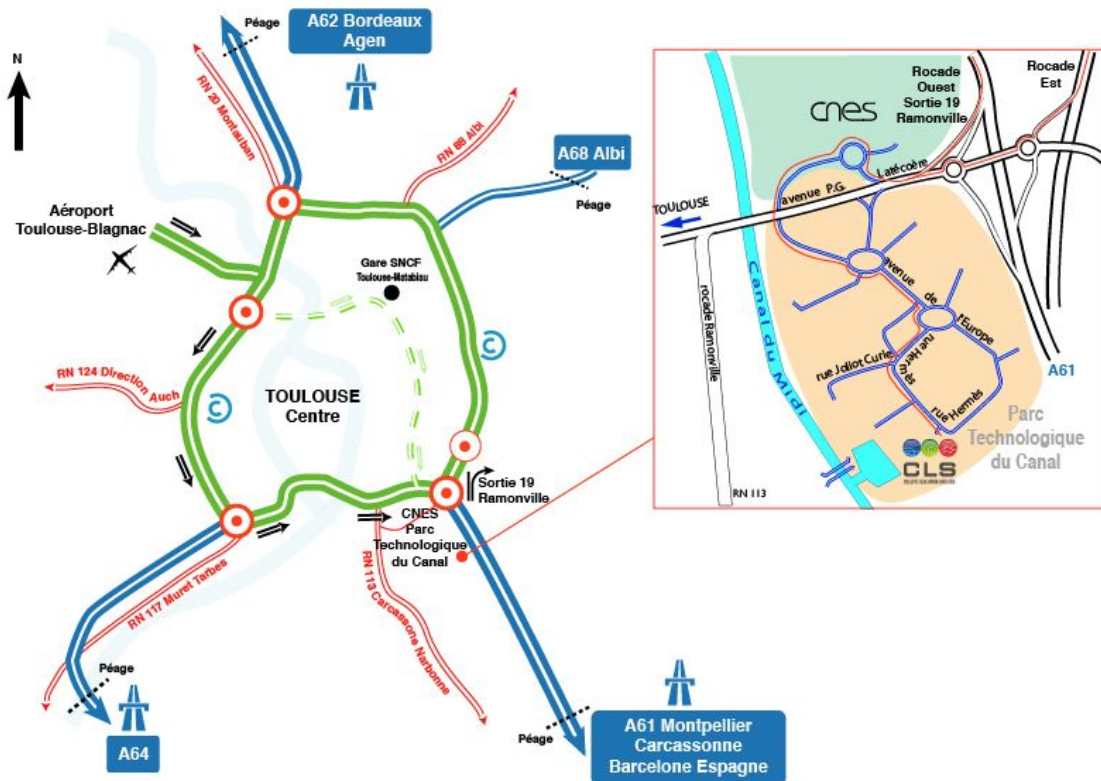 N
Péage
A62 Bordeaux
Agen
RN 20 Montauban
RN 88 Albi
A68 Albi
Péage
Aéroport
Toulouse-Blagnac
Gare SNCF
Toulouse-Matabiau
RN 124 Direction
Auch
TOULOUSE
Centre
Sortie 19
Ramonville
CNES
Parc
Technologique
du Canal
RN 117 Muret Tarbes
RN 113 Carcassonne Narbonne
Péage
A64
Péage
A61 Montpellier
Carcassonne
Barcelone Espagne
cnes
Rocade
Ouest
Sortie 19
Ramonville
Rocade
Est
TOULOUSE
avenue P.G.
Latécoère
rocade Ramonville
Canal du Midi
avenue de
l'Europe
rue Joliot Curie
rue Hermès
rue Hermès
A61
Parc
Technologique
du Canal
CLS
RN 113